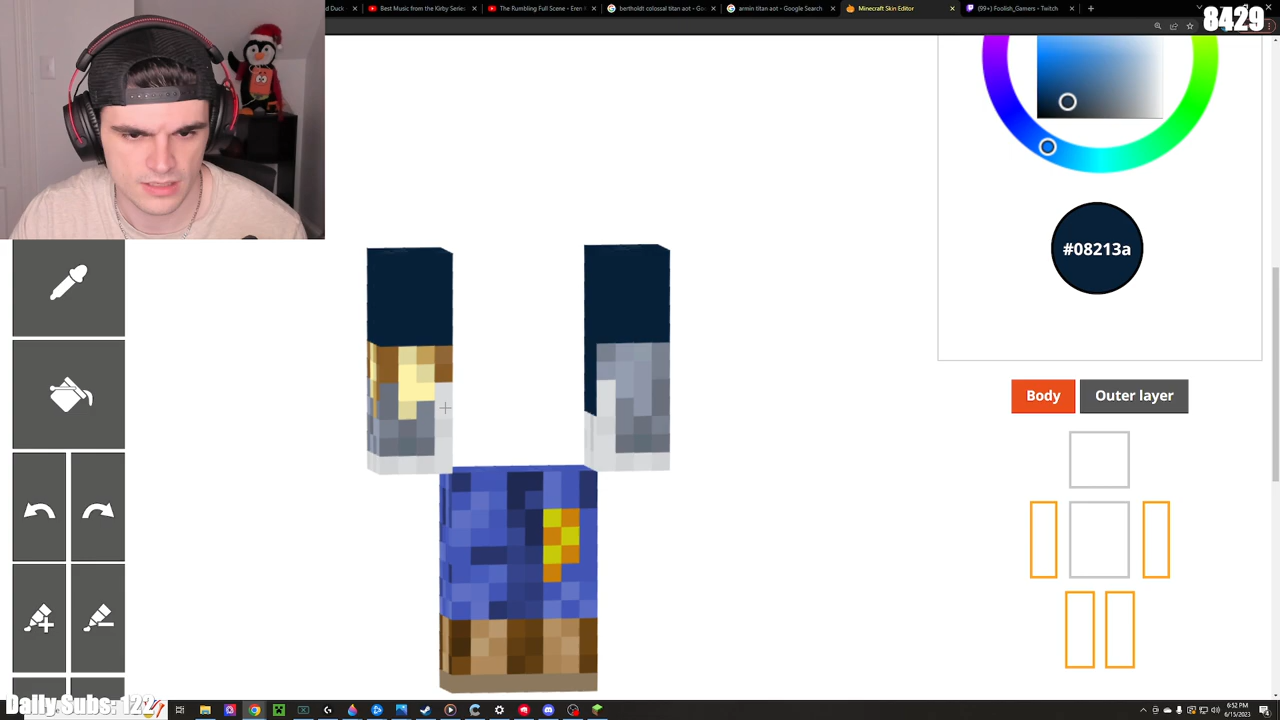 d Duck -
Best Music from the Kirby Series
The Rumbling Full Scene - Eren
bertholdt colossal titan aot - Goo
armin titan aot - Google Search
Minecraft Skin Editor
(99+) Foolish_Gamers - Twitch
8429
#08213a
Body
Outer layer
Daily Subs: 122
6:52 PM
6/15/2023